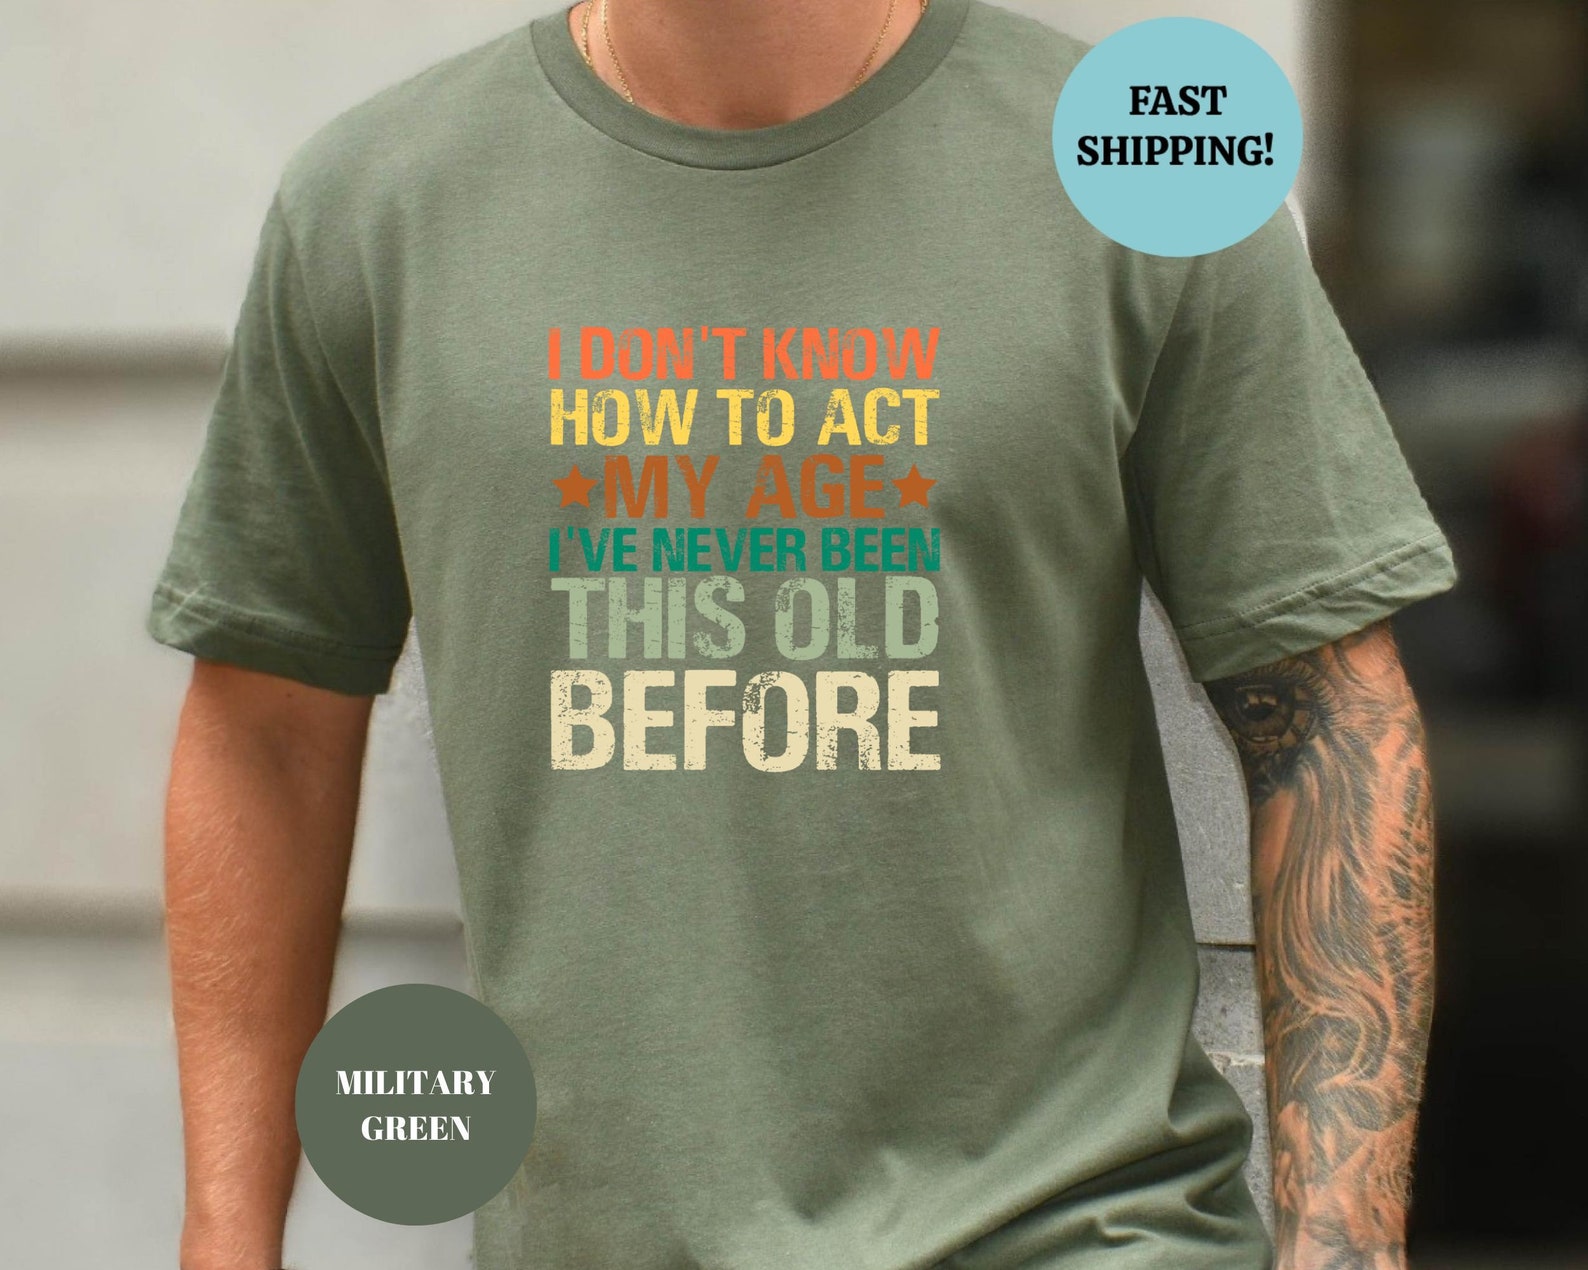 FAST
SHIPPING!
I DON'T KNOW
HOW TO ACT
MY AGE
I'VE NEVER BEEN
THIS OLD
BEFORE
MILITARY
GREEN